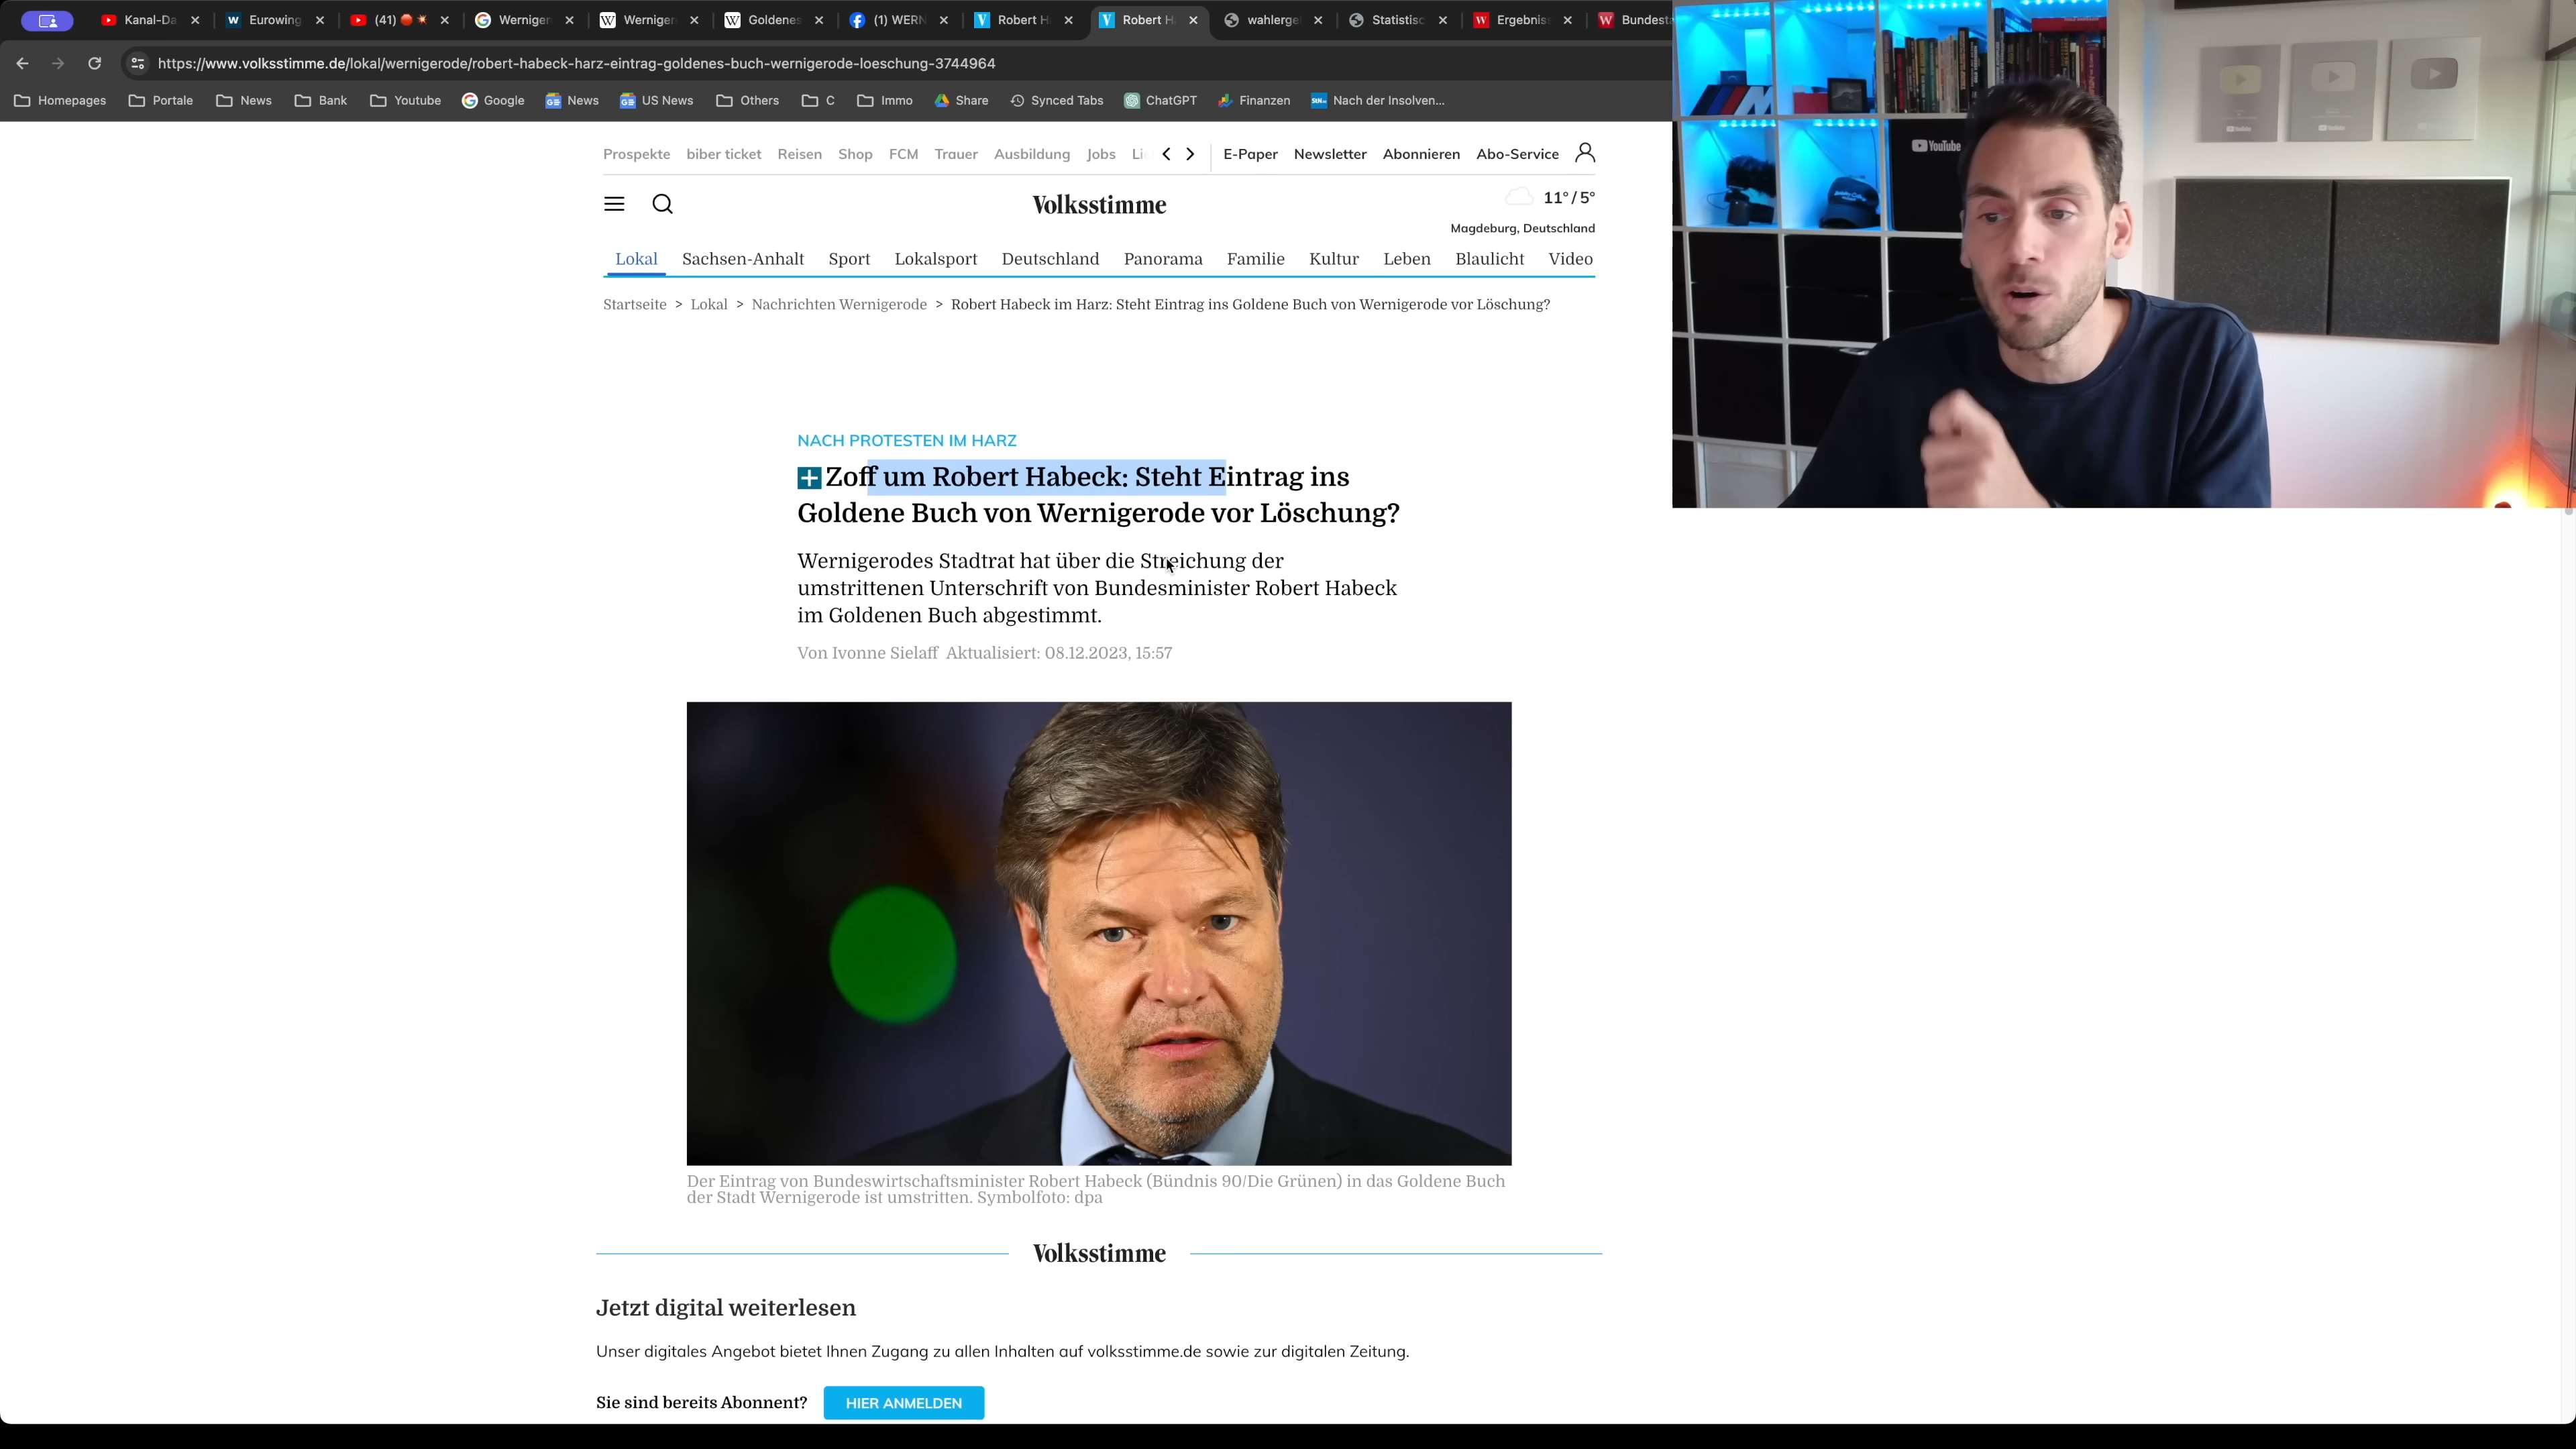 Kanal-Da
Eurowing
(41)
Werniger
Werniger
Goldenes
(1) WERN
Robert H
Robert H
wahlerge
Statistisc
Ergebniss
Bundesta
https://www.volksstimme.de/lokal/wernigerode/robert-habeck-harz-eintrag-goldenes-buch-wernigerode-loeschung-3744964
Homepages
Portale
News
Bank
Youtube
Google
News
US News
Others
C
Immo
Share
Synced Tabs
ChatGPT
Finanzen
Nach der Insolven...
YouTube
Prospekte biber ticket Reisen Shop FCM Trauer Ausbildung Jobs E-Paper Newsletter Abonnieren Abo-Service
Volksstimme
11° / 5°
Magdeburg, Deutschland
Lokal Sachsen-Anhalt Sport Lokalsport Deutschland Panorama Familie Kultur Leben Blaulicht Video
Startseite > Lokal > Nachrichten Wernigerode > Robert Habeck im Harz: Steht Eintrag ins Goldene Buch von Wernigerode vor Löschung?
NACH PROTESTEN IM HARZ
Zoff um Robert Habeck: Steht Eintrag ins
Goldene Buch von Wernigerode vor Löschung?
Wernigerodes Stadtrat hat über die Streichung der
umstrittenen Unterschrift von Bundesminister Robert Habeck
im Goldenen Buch abgestimmt.
Von Ivonne Sielaff Aktualisiert: 08.12.2023, 15:57
Der Eintrag von Bundeswirtschaftsminister Robert Habeck (Bündnis 90/Die Grünen) in das Goldene Buch
der Stadt Wernigerode ist umstritten. Symbolfoto: dpa
Volksstimme
Jetzt digital weiterlesen
Unser digitales Angebot bietet Ihnen Zugang zu allen Inhalten auf volksstimme.de sowie zur digitalen Zeitung.
Sie sind bereits Abonnent? HIER ANMELDEN